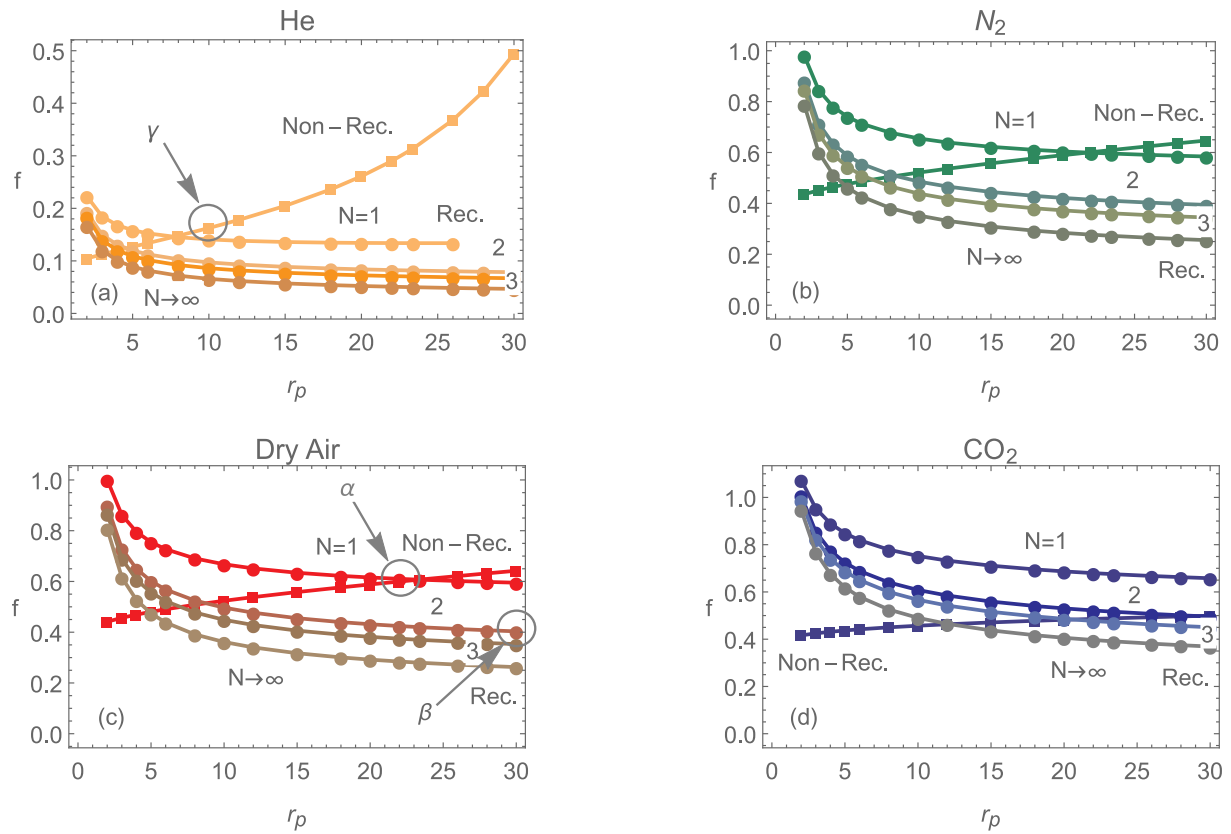 He
0.5
0.4
0.3
0.2
0.1
0.0
f
γ
Non – Rec.
N=1
Rec.
2
3
N→∞
(a)
5
10
15
20
25
30
r_p
N₂
1.0
0.8
0.6
0.4
0.2
0.0
f
N=1
Non – Rec.
2
3
N→∞
Rec.
(b)
0
5
10
15
20
25
30
r_p
Dry Air
1.0
0.8
0.6
0.4
0.2
0.0
f
α
N=1
Non – Rec.
2
3
N→∞
Rec.
β
(c)
0
5
10
15
20
25
30
r_p
CO₂
1.0
0.8
0.6
0.4
0.2
0.0
f
N=1
2
3
Non – Rec.
N→∞
Rec.
(d)
0
5
10
15
20
25
30
r_p